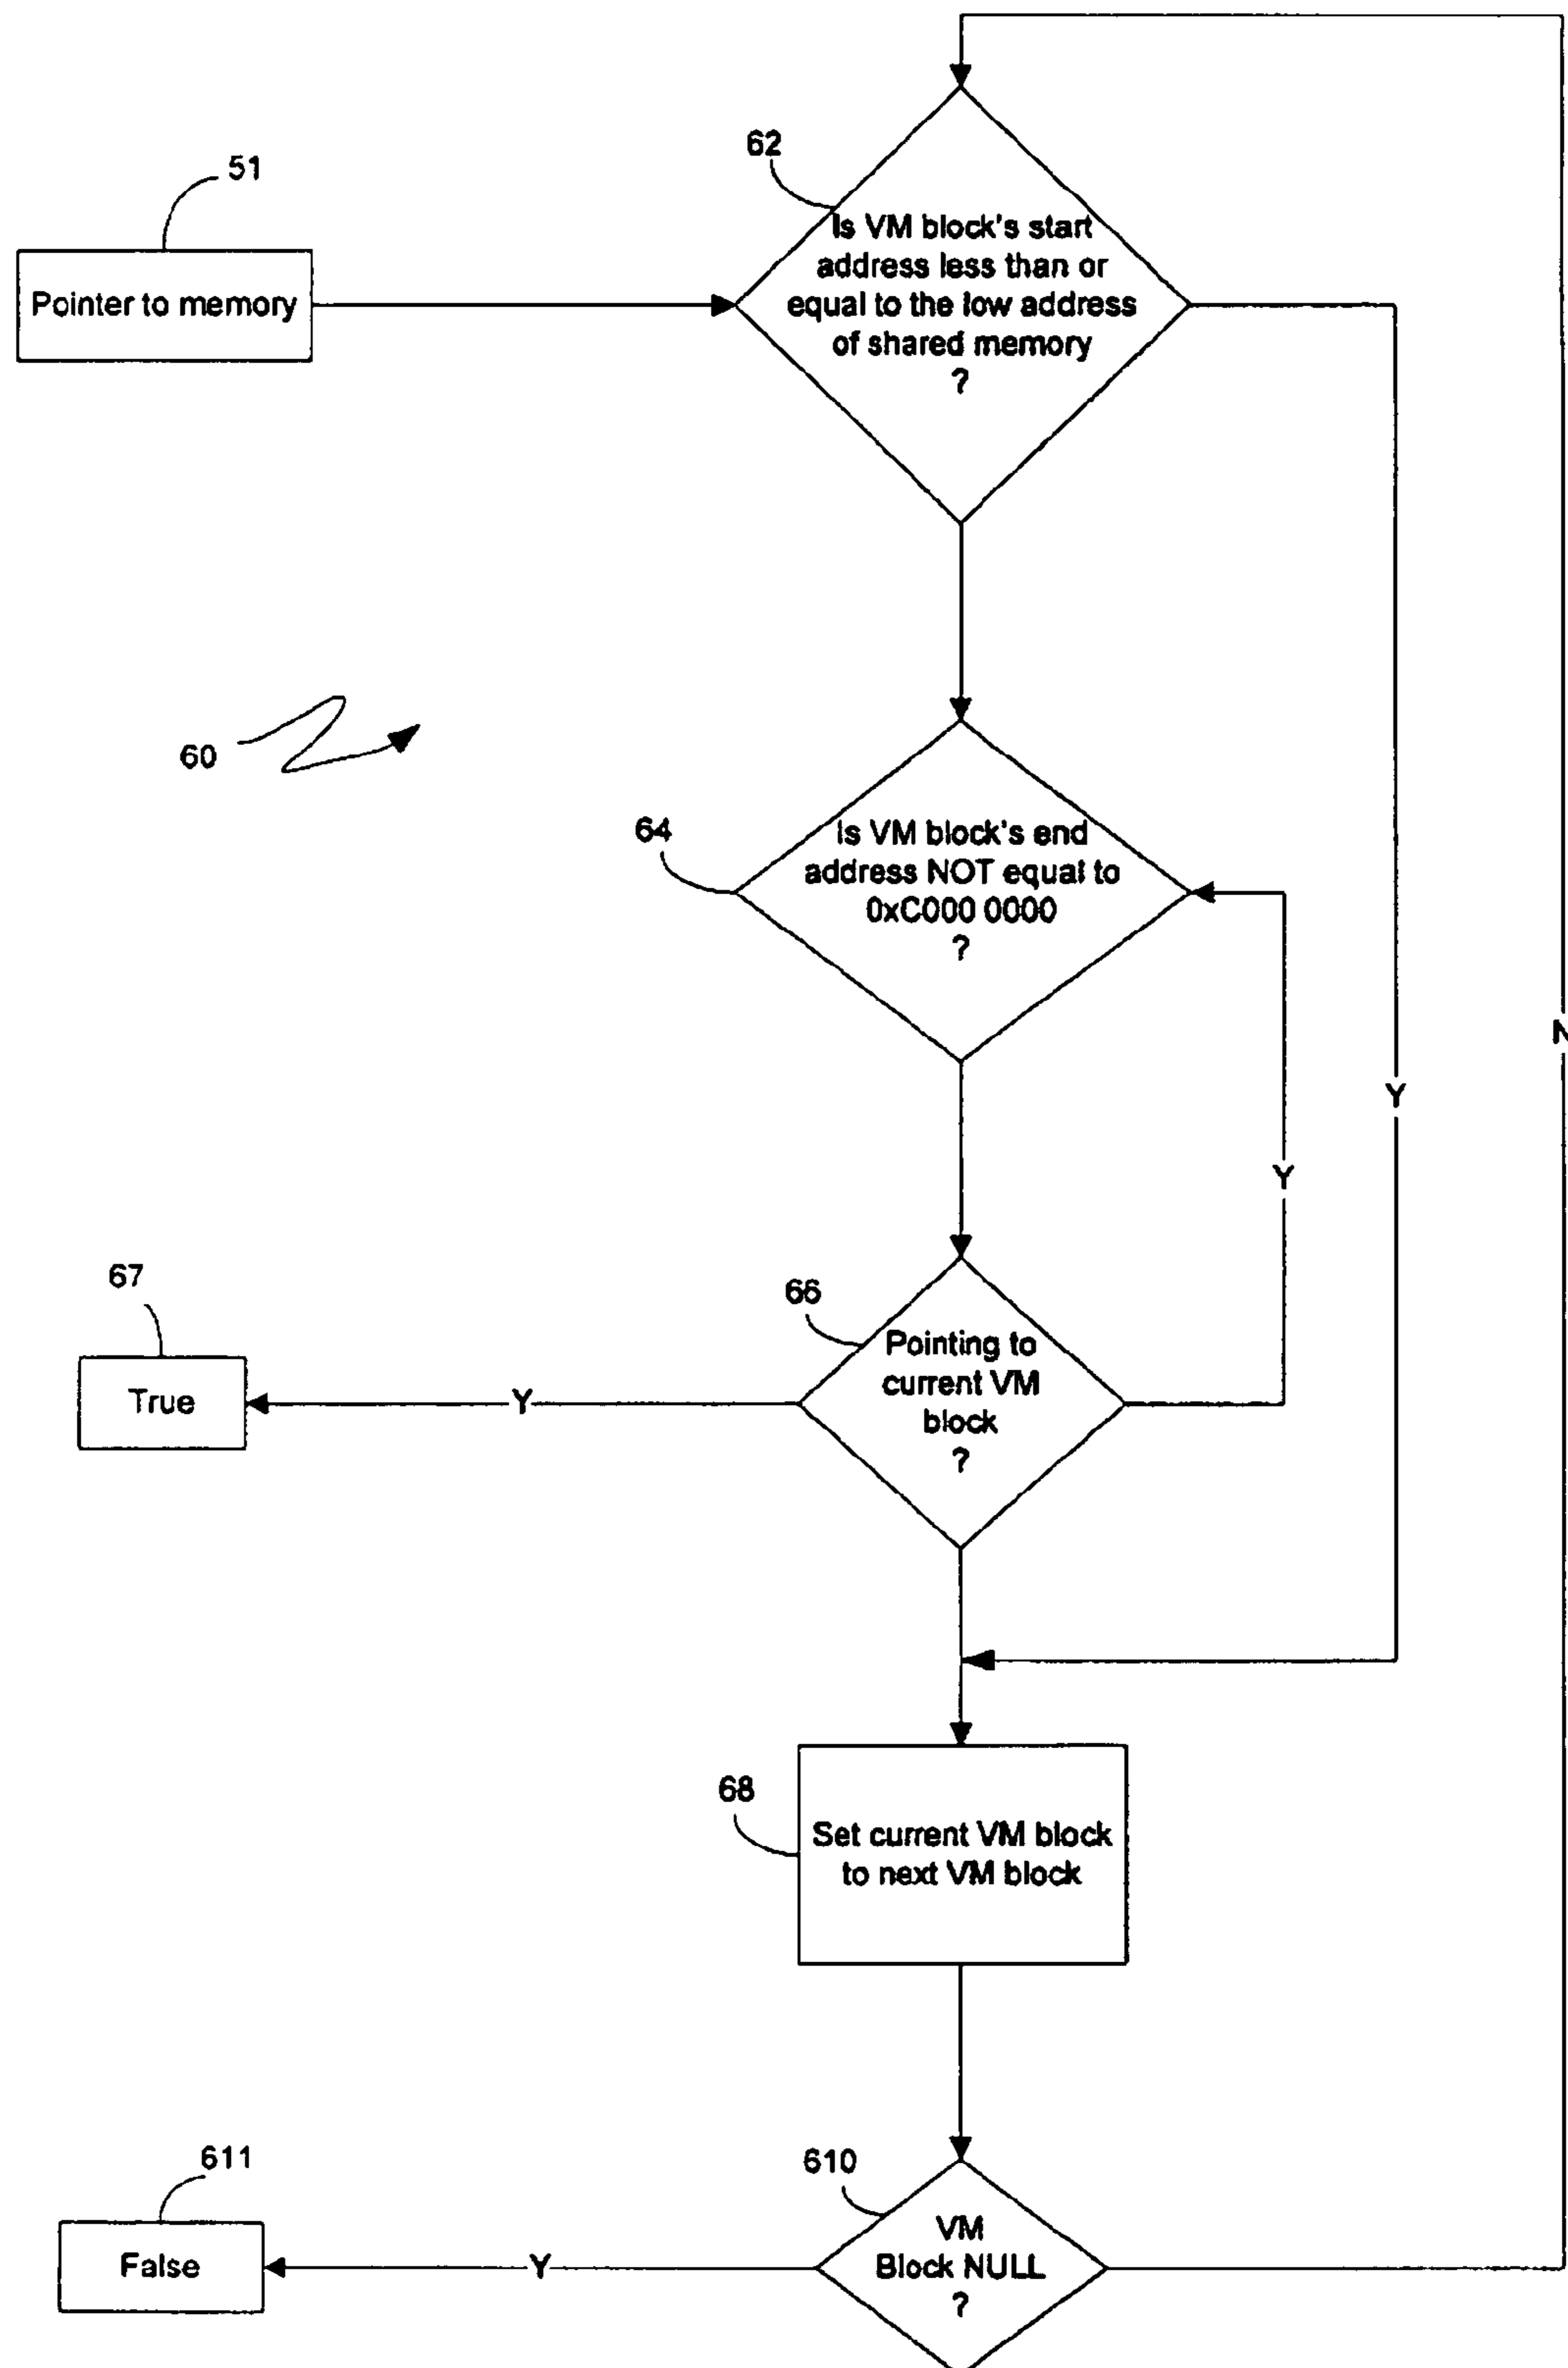 62
51
Is VM block's start
address less than or
equal to the low address
of shared memory
?
Pointer to memory
60
64
Is VM block's end
address NOT equal to
0xC000 0000
?
N
Y
Y
67
66
Pointing to
current VM
block
?
True
Y
68
Set current VM block
to next VM block
611
610
VM
Block NULL
?
False
Y